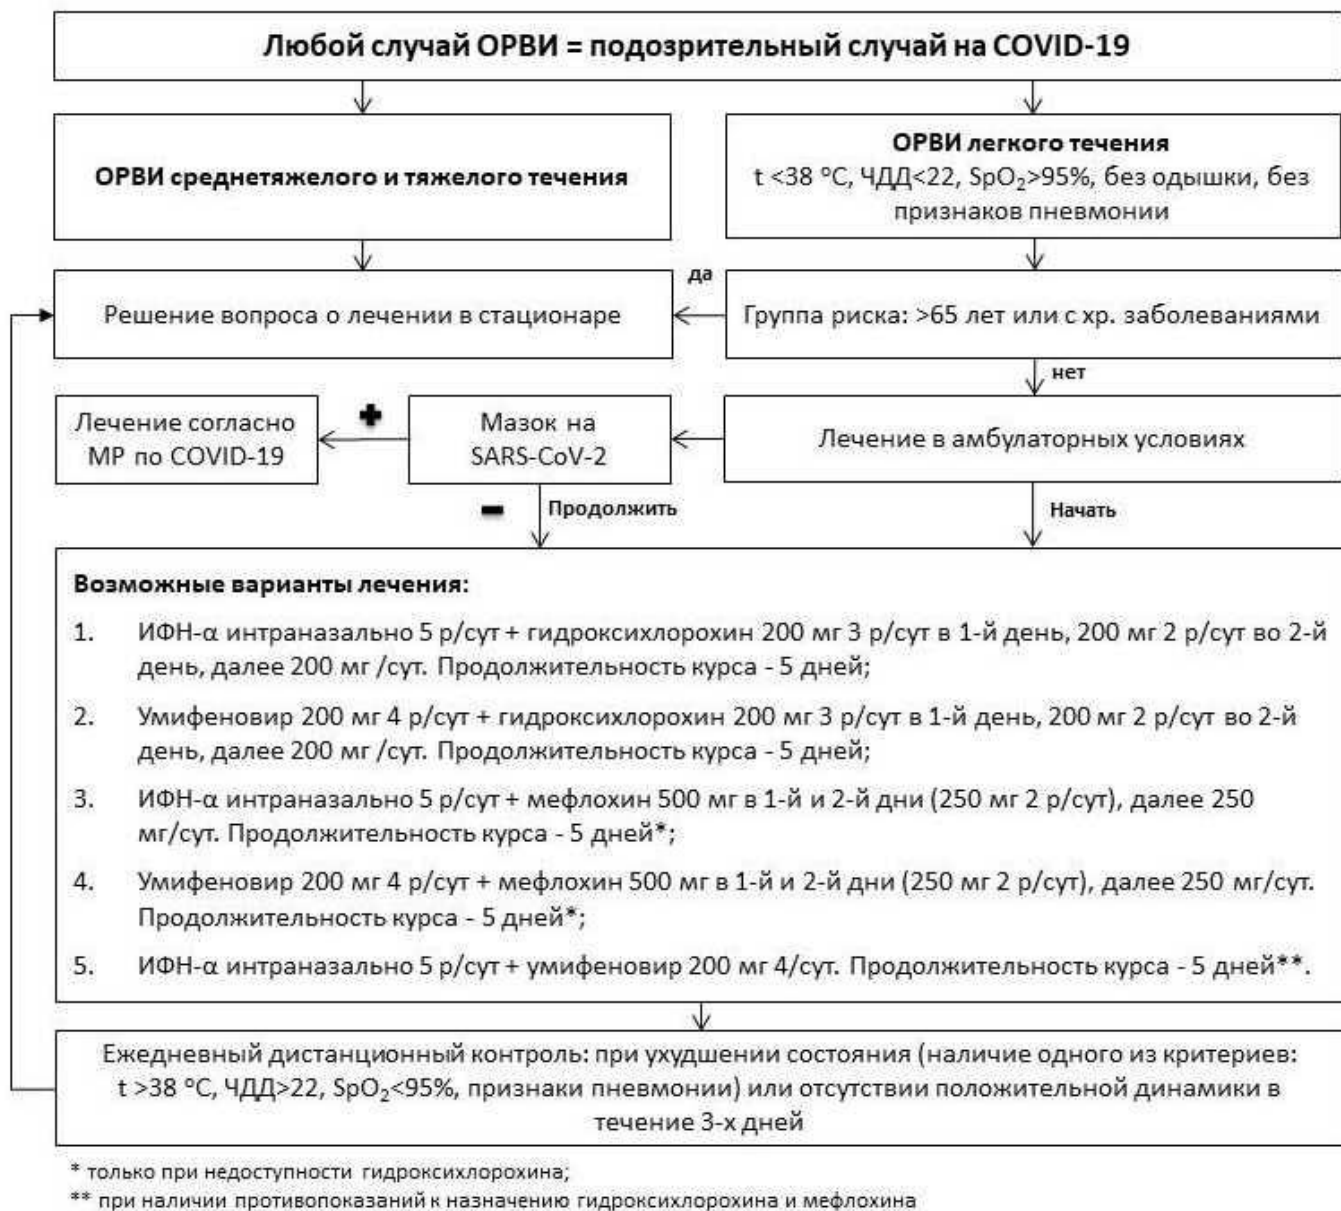 Любой случай ОРВИ = подозрительный случай на COVID-19
ОРВИ среднетяжелого и тяжелого течения
ОРВИ легкого течения
t <38 °С, ЧДД<22, SpO₂>95%, без одышки, без
признаков пневмонии
Решение вопроса о лечении в стационаре
да
Группа риска: >65 лет или с хр. заболеваниями
нет
Лечение согласно
МР по COVID-19
+
Мазок на
SARS-CoV-2
Лечение в амбулаторных условиях
-
Продолжить
Начать
Возможные варианты лечения:
1. ИФН-α интраназально 5 р/сут + гидроксихлорохин 200 мг 3 р/сут в 1-й день, 200 мг 2 р/сут во 2-й
день, далее 200 мг /сут. Продолжительность курса - 5 дней;
2. Умифеновир 200 мг 4 р/сут + гидроксихлорохин 200 мг 3 р/сут в 1-й день, 200 мг 2 р/сут во 2-й
день, далее 200 мг /сут. Продолжительность курса - 5 дней;
3. ИФН-α интраназально 5 р/сут + мефлохин 500 мг в 1-й и 2-й дни (250 мг 2 р/сут), далее 250
мг/сут. Продолжительность курса - 5 дней*;
4. Умифеновир 200 мг 4 р/сут + мефлохин 500 мг в 1-й и 2-й дни (250 мг 2 р/сут), далее 250 мг/сут.
Продолжительность курса - 5 дней*;
5. ИФН-α интраназально 5 р/сут + умифеновир 200 мг 4/сут. Продолжительность курса - 5 дней**.
Ежедневный дистанционный контроль: при ухудшении состояния (наличие одного из критериев:
t >38 °С, ЧДД>22, SpO₂<95%, признаки пневмонии) или отсутствии положительной динамики в
течение 3-х дней
* только при недоступности гидроксихлорохина;
** при наличии противопоказаний к назначению гидроксихлорохина и мефлохина